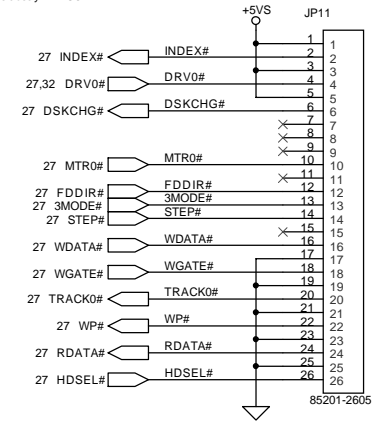 +5VS
JP11
1 1
27 INDEX# INDEX# 2 2
3 3
27,32 DRV0# DRV0# 4 4
5 5
27 DSKCHG# DSKCHG# 6 6
7 7
8 8
9 9
27 MTR0# MTR0# 10 10
11 11
27 FDDIR# FDDIR# 12 12
27 3MODE# 3MODE# 13 13
27 STEP# STEP# 14 14
15 15
27 WDATA# WDATA# 16 16
17 17
27 WGATE# WGATE# 18 18
19 19
27 TRACK0# TRACK0# 20 20
21 21
27 WP# WP# 22 22
23 23
27 RDATA# RDATA# 24 24
25 25
27 HDSEL# HDSEL# 26 26
85201-2605